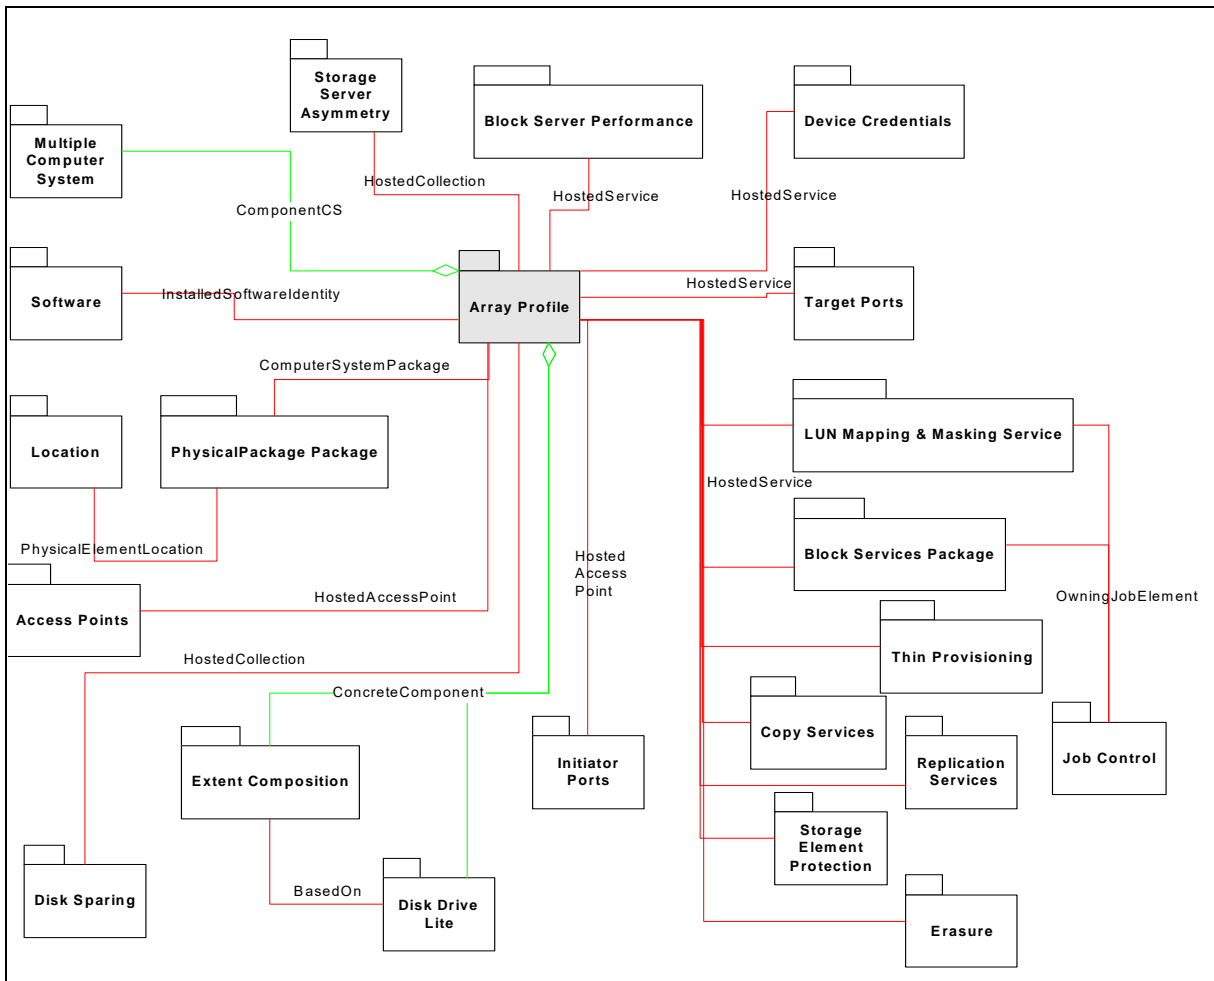 Storage
Server
Asymmetry
Block Server Performance
Device Credentials
Multiple
Computer
System
HostedCollection
HostedService
HostedService
ComponentCS
Software
InstalledSoftwareIdentity
Array Profile
HostedService
Target Ports
ComputerSystemPackage
Location
PhysicalPackage Package
LUN Mapping & Masking Service
HostedService
PhysicalElementLocation
Hosted
Access
Point
Block Services Package
Access Points
HostedAccessPoint
OwningJobElement
Thin Provisioning
HostedCollection
ConcreteComponent
Extent Composition
Initiator
Ports
Copy Services
Replication
Services
Job Control
Storage
Element
Protection
Disk Sparing
BasedOn
Disk Drive
Lite
Erasure